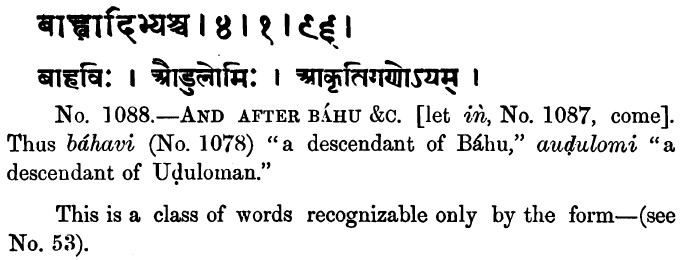 बाह्वादिभ्यश्च । ४ । १ । ९६ ।
बाहविः । औडुलोमिः । आकृतिगणोऽयम् ।
No. 1088.—AND AFTER BÁHU &C. [let iṅ, No. 1087, come].
Thus báhavi (No. 1078) “a descendant of Báhu,” auḍulomi “a
descendant of Uḍuloman.”
This is a class of words recognizable only by the form—(see
No. 53).